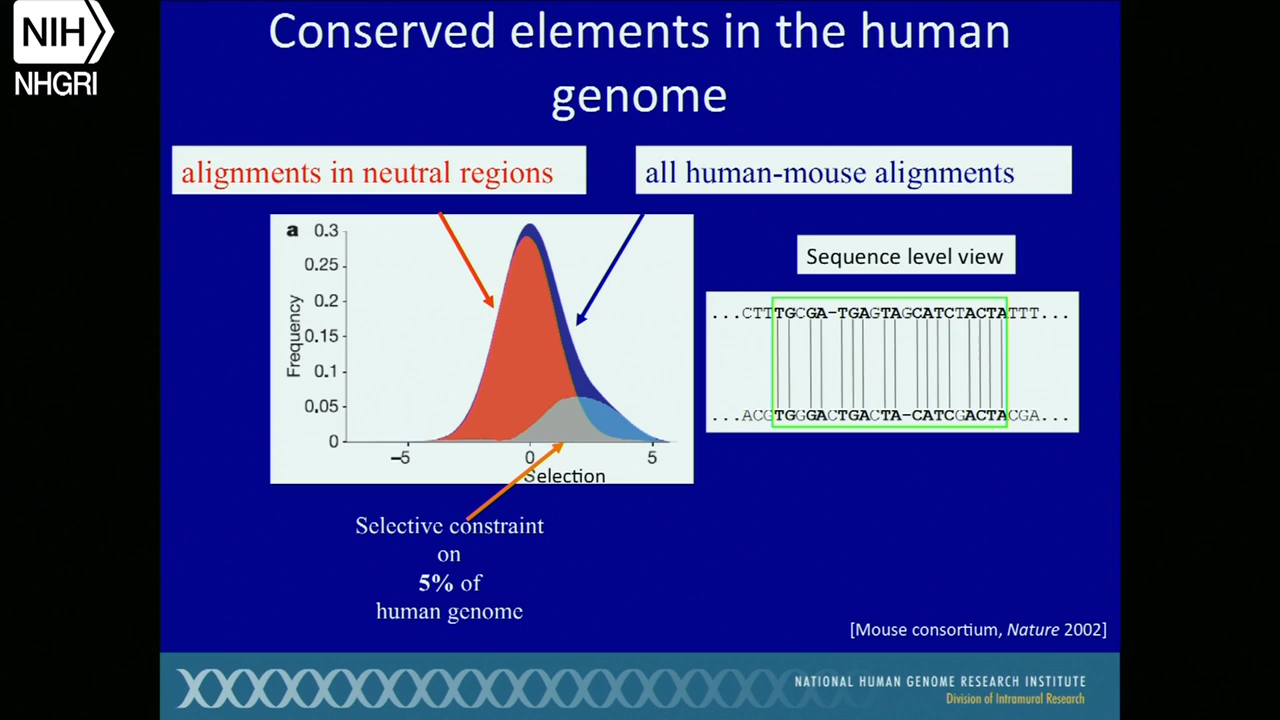 NIH
NHGRI
Conserved elements in the human
genome
alignments in neutral regions
all human-mouse alignments
a
0.3
0.25
0.2
0.15
0.1
0.05
0
Frequency
−5
0
5
Selection
Sequence level view
...CTTTGCGA-TGAGTAGCATCTACTATTT...
...ACGTGGGACTGACTA-CATCGACTACGA...
Selective constraint
on
5% of
human genome
[Mouse consortium, Nature 2002]
NATIONAL HUMAN GENOME RESEARCH INSTITUTE
Division of Intramural Research